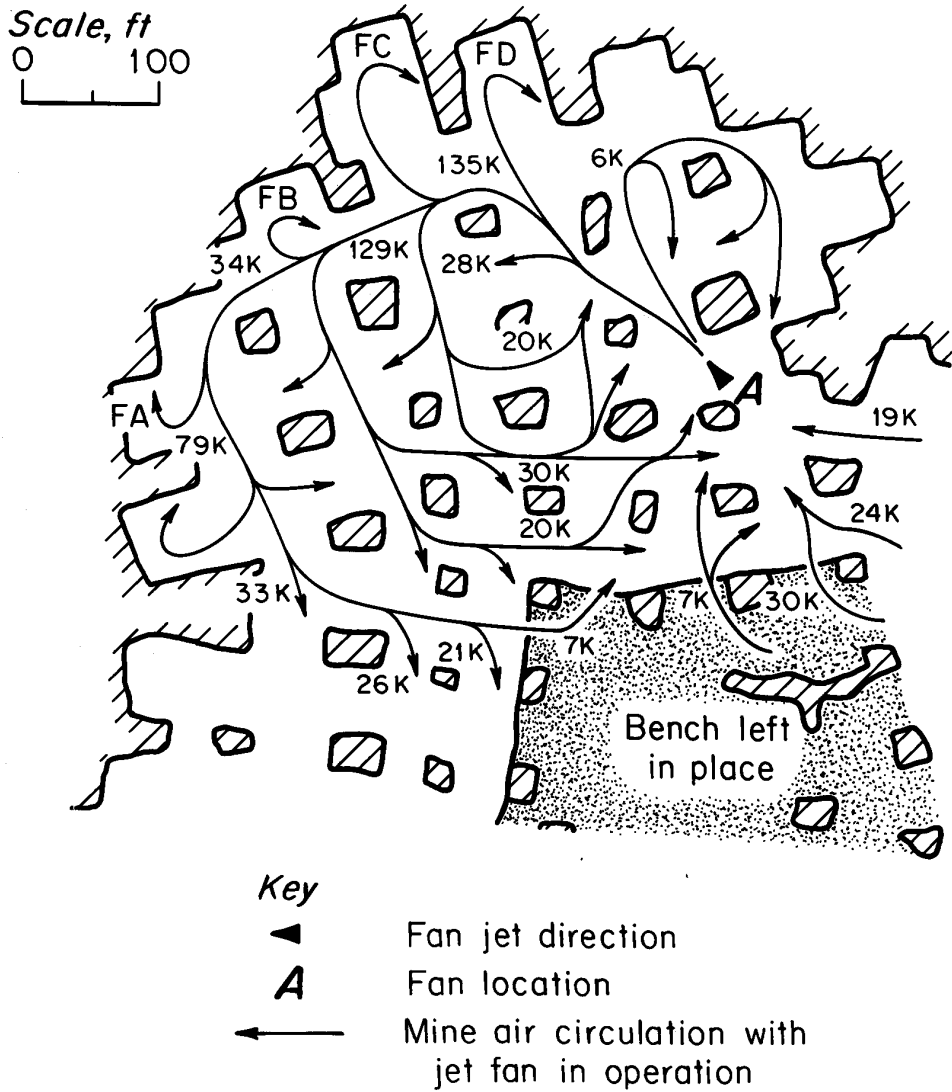 Scale, ft
0 100
FC
FD
135K
6K
FB
34K
129K
28K
20K
FA
A
79K
19K
30K
20K
24K
33K
7K
30K
7K
21K
26K
Bench left
in place
Key
Fan jet direction
A Fan location
Mine air circulation with
jet fan in operation